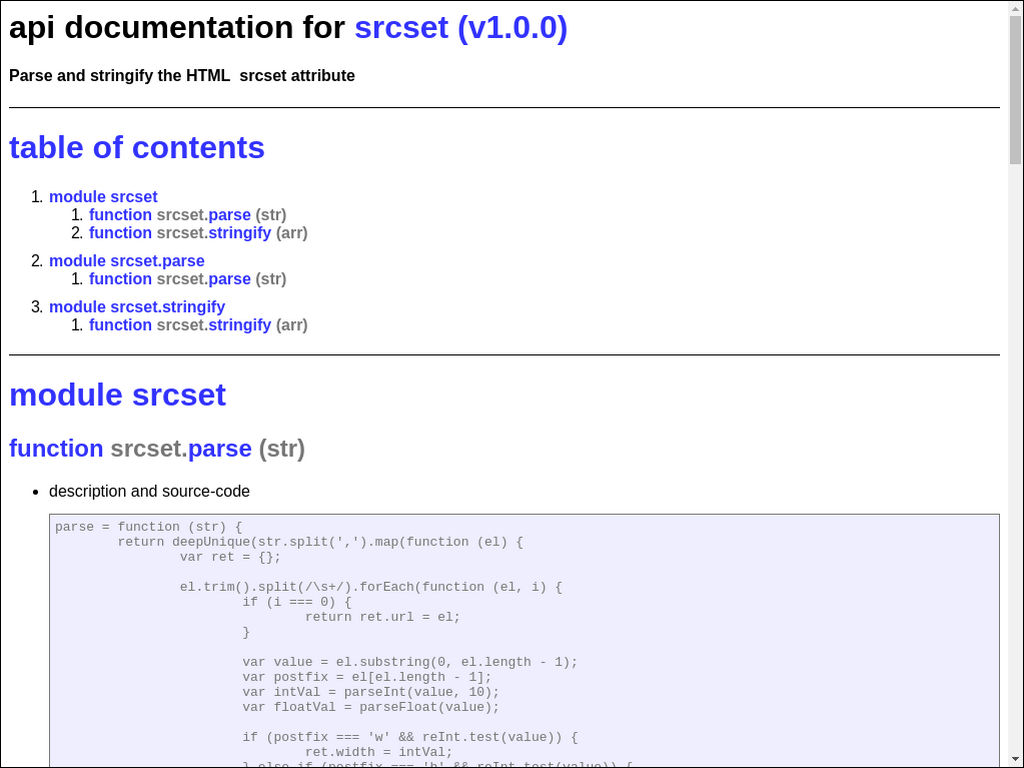 api documentation for srcset (v1.0.0)
Parse and stringify the HTML  srcset attribute
table of contents
1. module srcset
1. function srcset.parse (str)
2. function srcset.stringify (arr)
2. module srcset.parse
1. function srcset.parse (str)
3. module srcset.stringify
1. function srcset.stringify (arr)
module srcset
function srcset.parse (str)
• description and source-code
parse = function (str) {
        return deepUnique(str.split(',').map(function (el) {
                var ret = {};
                el.trim().split(/\s+/).forEach(function (el, i) {
                        if (i === 0) {
                                return ret.url = el;
                        }
                        var value = el.substring(0, el.length - 1);
                        var postfix = el[el.length - 1];
                        var intVal = parseInt(value, 10);
                        var floatVal = parseFloat(value);
                        if (postfix === 'w' && reInt.test(value)) {
                                ret.width = intVal;
                        } else if (postfix === 'h' && reInt.test(value)) {